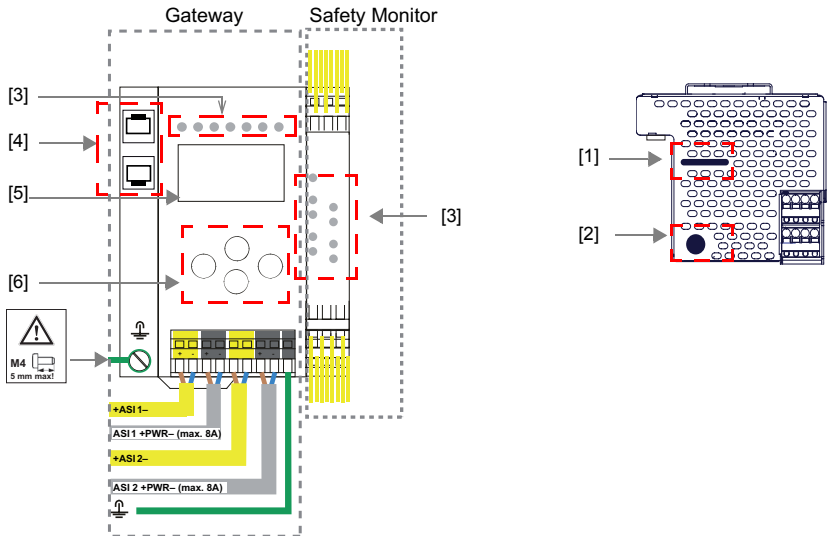 Gateway
Safety Monitor
[3]
[4]
[5]
[3]
[6]
[1]
[2]
M4
5 mm max!
+ - + - + -
+ASI 1–
ASI 1 +PWR– (max. 8A)
+ASI 2–
ASI 2 +PWR– (max. 8A)